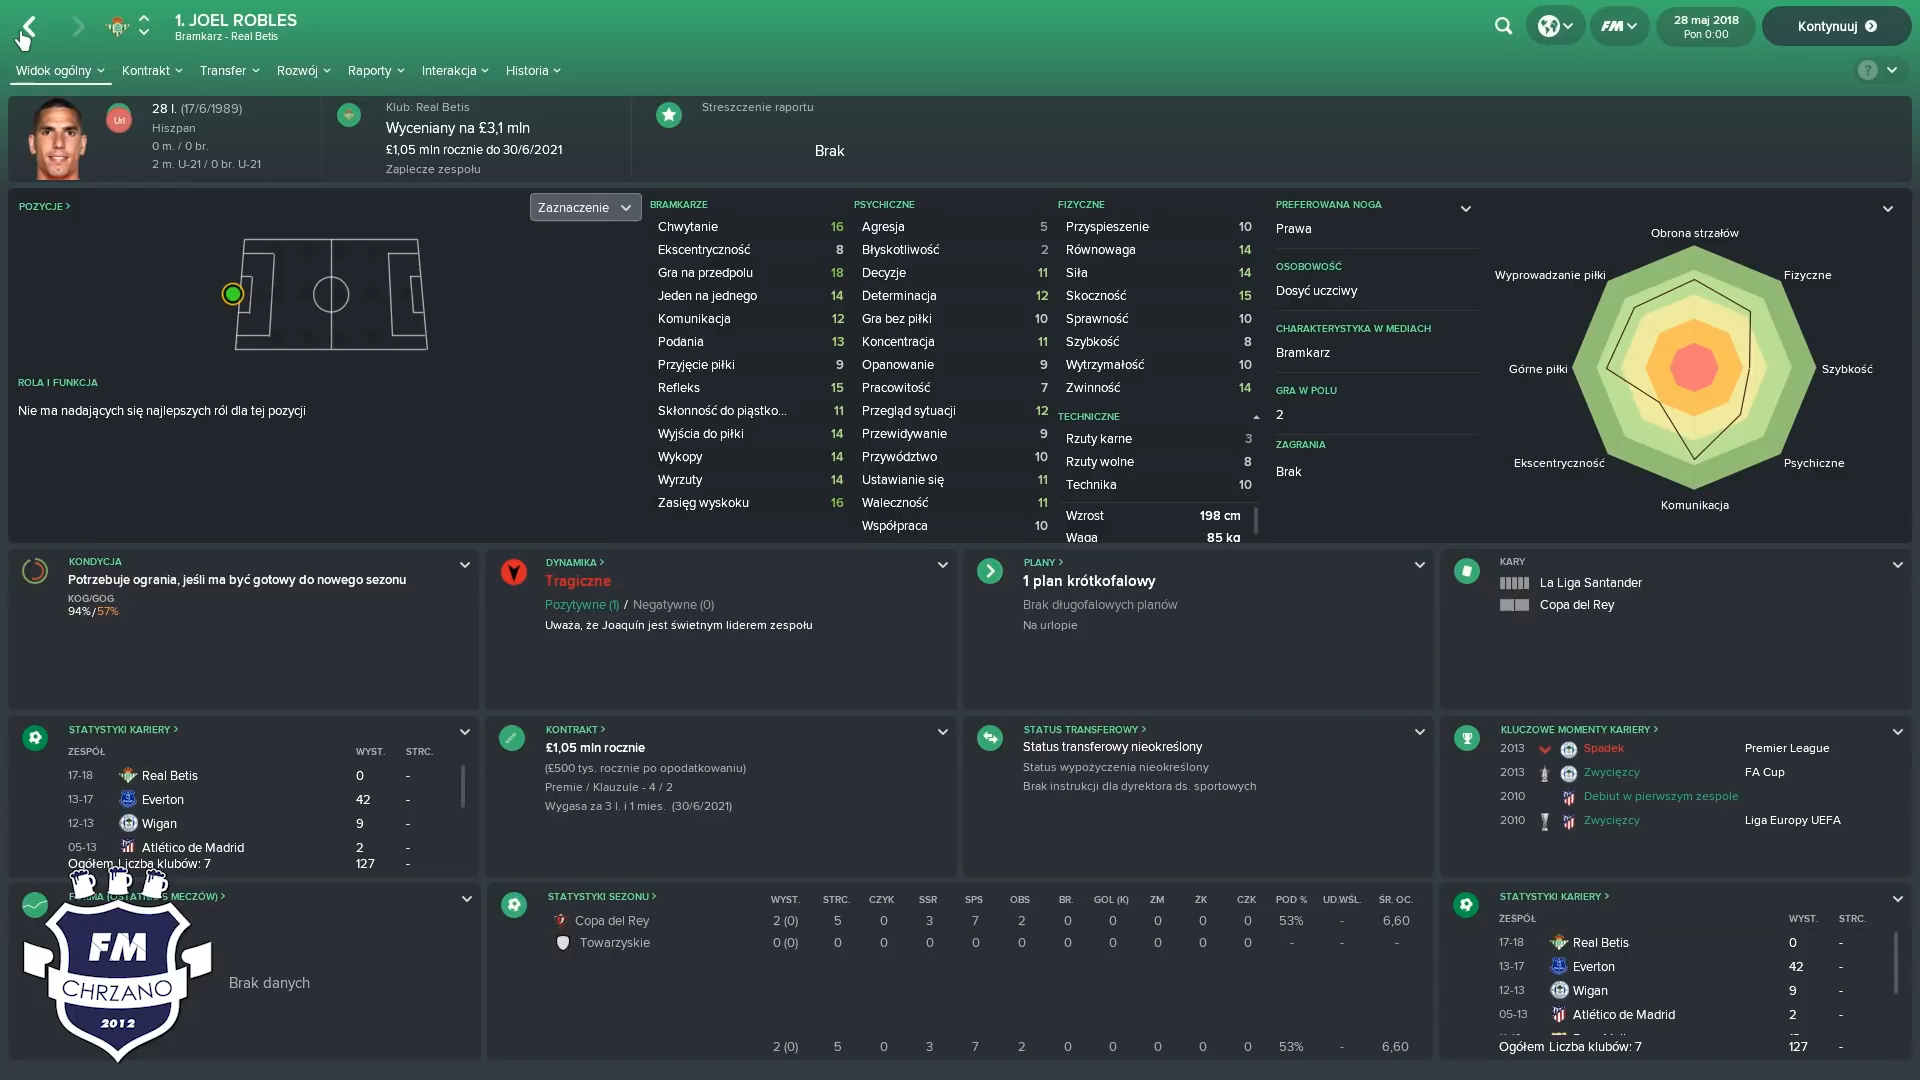 1. JOEL ROBLES
Bramkarz - Real Betis
FM
28 maj 2018
Pon 0:00
Kontynuuj
Widok ogólny
Kontrakt
Transfer
Rozwój
Raporty
Interakcja
Historia
?
Url
28 l. (17/6/1989)
Hiszpan
0 m. / 0 br.
2 m. U-21 / 0 br. U-21
Klub: Real Betis
Wyceniany na £3,1 mln
£1,05 mln rocznie do 30/6/2021
Zaplecze zespołu
Streszczenie raportu
Brak
POZYCJE >
Zaznaczenie
ROLA I FUNKCJA
Nie ma nadających się najlepszych ról dla tej pozycji
BRAMKARZE
Chwytanie 16
Ekscentryczność 8
Gra na przedpolu 18
Jeden na jednego 14
Komunikacja 12
Podania 13
Przyjęcie piłki 9
Refleks 15
Skłonność do piąstko... 11
Wyjścia do piłki 14
Wykopy 14
Wyrzuty 14
Zasięg wyskoku 16
PSYCHICZNE
Agresja 5
Błyskotliwość 2
Decyzje 11
Determinacja 12
Gra bez piłki 10
Koncentracja 11
Opanowanie 9
Pracowitość 7
Przegląd sytuacji 12
Przewidywanie 9
Przywództwo 10
Ustawianie się 11
Waleczność 11
Współpraca 10
FIZYCZNE
Przyspieszenie 10
Równowaga 14
Siła 14
Skoczność 15
Sprawność 10
Szybkość 8
Wytrzymałość 10
Zwinność 14
TECHNICZNE
Rzuty karne 3
Rzuty wolne 8
Technika 10
Wzrost 198 cm
Waga 85 kg
PREFEROWANA NOGA
Prawa
OSOBOWOŚĆ
Dosyć uczciwy
CHARAKTERYSTYKA W MEDIACH
Bramkarz
GRA W POLU
2
ZAGRANIA
Brak
Obrona strzałów
Wyprowadzanie piłki
Fizyczne
Górne piłki
Szybkość
Ekscentryczność
Psychiczne
Komunikacja
KONDYCJA
Potrzebuje ogrania, jeśli ma być gotowy do nowego sezonu
KOG/GOG
94%/57%
DYNAMIKA >
Tragiczne
Pozytywne (1) / Negatywne (0)
Uważa, że Joaquín jest świetnym liderem zespołu
PLANY >
1 plan krótkofalowy
Brak długofalowych planów
Na urlopie
KARY
La Liga Santander
Copa del Rey
STATYSTYKI KARIERY >
ZESPÓŁ WYST. STRC.
17-18 Real Betis 0 -
13-17 Everton 42 -
12-13 Wigan 9 -
05-13 Atlético de Madrid 2 -
Ogółem Liczba klubów: 7 127 -
KONTRAKT >
£1,05 mln rocznie
(£500 tys. rocznie po opodatkowaniu)
Premie / Klauzule - 4 / 2
Wygasa za 3 l. i 1 mies. (30/6/2021)
STATUS TRANSFEROWY >
Status transferowy nieokreślony
Status wypożyczenia nieokreślony
Brak instrukcji dla dyrektora ds. sportowych
KLUCZOWE MOMENTY KARIERY >
2013 Spadek Premier League
2013 Zwycięzcy FA Cup
2010 Debiut w pierwszym zespole
2010 Zwycięzcy Liga Europy UEFA
MECZÓW) >
Brak danych
FM
CHRZANO
2012
STATYSTYKI SEZONU > WYST. STRC. CZYK SSR SPS OBS BR. GOL (K) ZM ŻK CZK POD % UD.WŚL. ŚR. OC.
Copa del Rey 2 (0) 5 0 3 7 2 0 0 0 0 0 53% - 6,60
Towarzyskie 0 (0) 0 0 0 0 0 0 0 0 0 0 - - -
2 (0) 5 0 3 7 2 0 0 0 0 0 53% - 6,60
STATYSTYKI KARIERY >
ZESPÓŁ WYST. STRC.
17-18 Real Betis 0 -
13-17 Everton 42 -
12-13 Wigan 9 -
05-13 Atlético de Madrid 2 -
Ogółem Liczba klubów: 7 127 -